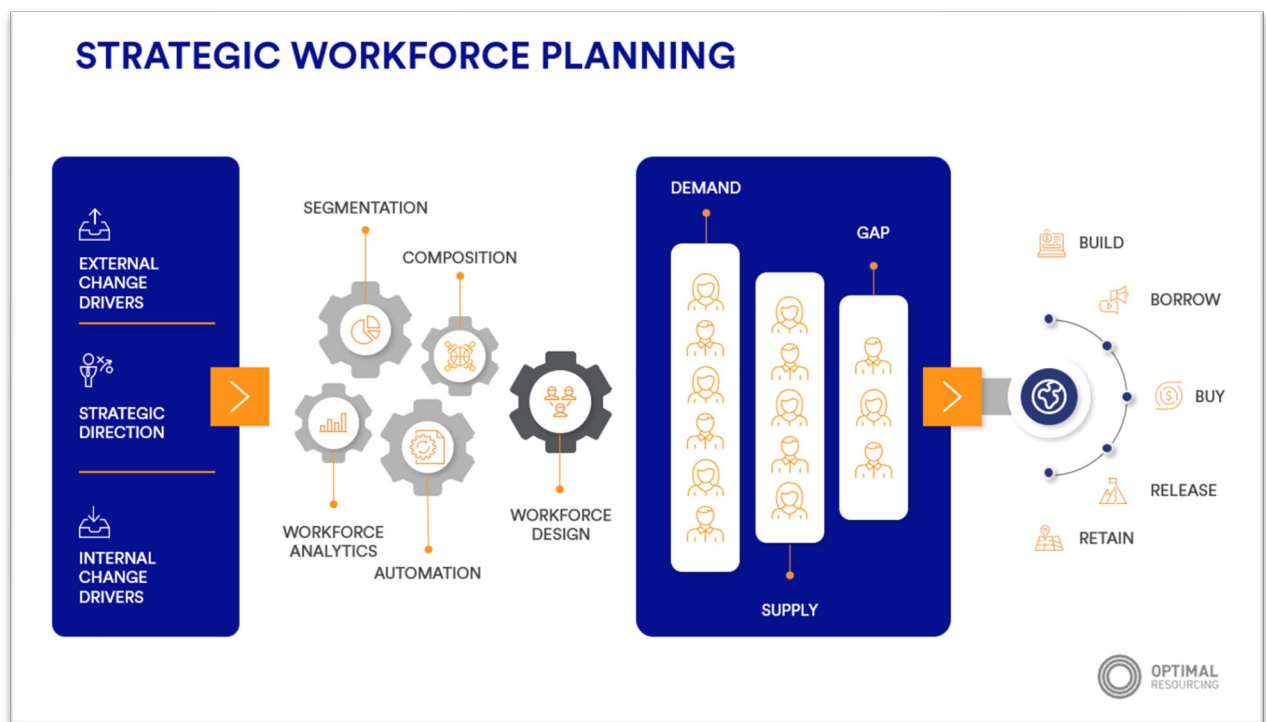 STRATEGIC WORKFORCE PLANNING
EXTERNAL
CHANGE
DRIVERS
STRATEGIC
DIRECTION
INTERNAL
CHANGE
DRIVERS
SEGMENTATION
COMPOSITION
WORKFORCE
ANALYTICS
AUTOMATION
WORKFORCE
DESIGN
DEMAND
GAP
SUPPLY
BUILD
BORROW
BUY
RELEASE
RETAIN
OPTIMAL
RESOURCING